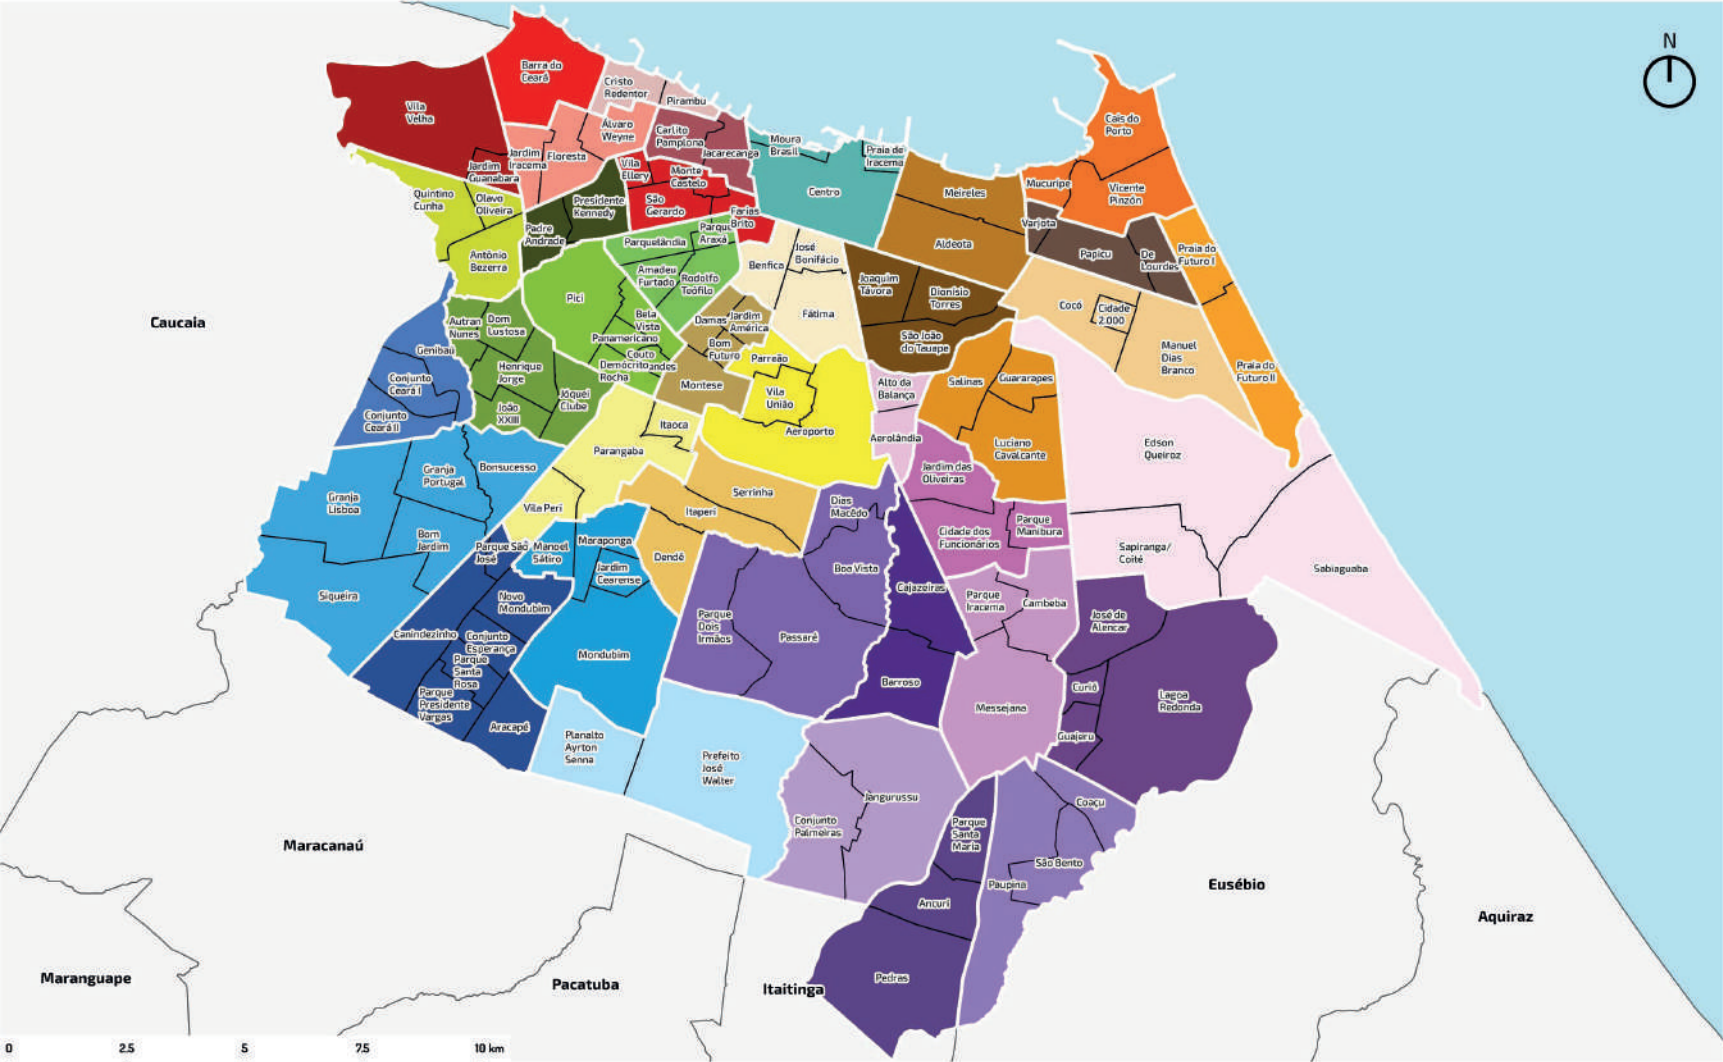 N
Barra do
Ceará
Vila
Velha
Cristo
Redentor
Pirambu
Álvaro
Weyne
Carlito
Pamplona
Jacarecanga
Moura
Brasil
Praia de
Iracema
Cais do
Porto
Jardim
Guanabara
Jardim
Iracema
Floresta
Vila
Ellery
Monte
Castelo
São
Gerardo
Farias
Brito
Centro
Meireles
Mucuripe
Vicente
Pinzón
Quintino
Cunha
Olavo
Oliveira
Presidente
Kennedy
Padre
Andrade
Parquelândia
Parque
Araxá
Antônio
Bezerra
Aldeota
Varjota
Papicu
De
Lourdes
Praia do
Futuro I
Benfica
José
Bonifácio
Amadeu
Furtado
Rodolfo
Teófilo
Joaquim
Távora
Dionísio
Torres
Pici
Bela
Vista
Panamericano
Couto
Democrito
andes
Rocha
Damas
Jardim
América
Bom
Futuro
Fátima
São João
do Tauape
Cocó
Cidade
2.000
Manuel
Dias
Branco
Praia do
Futuro II
Caucaia
Autran
Nunes
Dom
Lustosa
Genibaú
Conjunto
Ceará I
Conjunto
Ceará II
Henrique
Jorge
João
XXIII
Jóquei
Clube
Montese
Parreão
Vila
União
Aeroporto
Alto da
Balança
Aerolândia
Salinas
Guararapes
Luciano
Cavalcante
Edson
Queiroz
Itaoca
Parangaba
Vila Peri
Bonsucesso
Granja
Portugal
Granja
Lisboa
Bom
Jardim
Siqueira
Serrinha
Itaperi
Dendê
Dias
Macêdo
Boa Vista
Jardim das
Oliveiras
Cidade dos
Funcionários
Parque
Manibura
Sapiranga/
Coité
Sabiaguaba
Parque São
José
Manoel
Sátiro
Maraponga
Jardim
Cearense
Novo
Mondubim
Canindezinho
Conjunto
Esperança
Parque
Santa
Rosa
Parque
Presidente
Vargas
Aracapé
Mondubim
Parque
Dois
Irmãos
Passaré
Cajazeiras
Barroso
Parque
Iracema
Cambeba
José de
Alencar
Messejana
Curió
Guajeru
Lagoa
Redonda
Planalto
Ayrton
Senna
Prefeito
José
Walter
Jangurussu
Conjunto
Palmeiras
Parque
Santa
Maria
Coaçu
São Bento
Paupina
Ancuri
Pedras
Maracanaú
Maranguape
Pacatuba
Itaitinga
Eusébio
Aquiraz
0 2.5 5 7.5 10 km